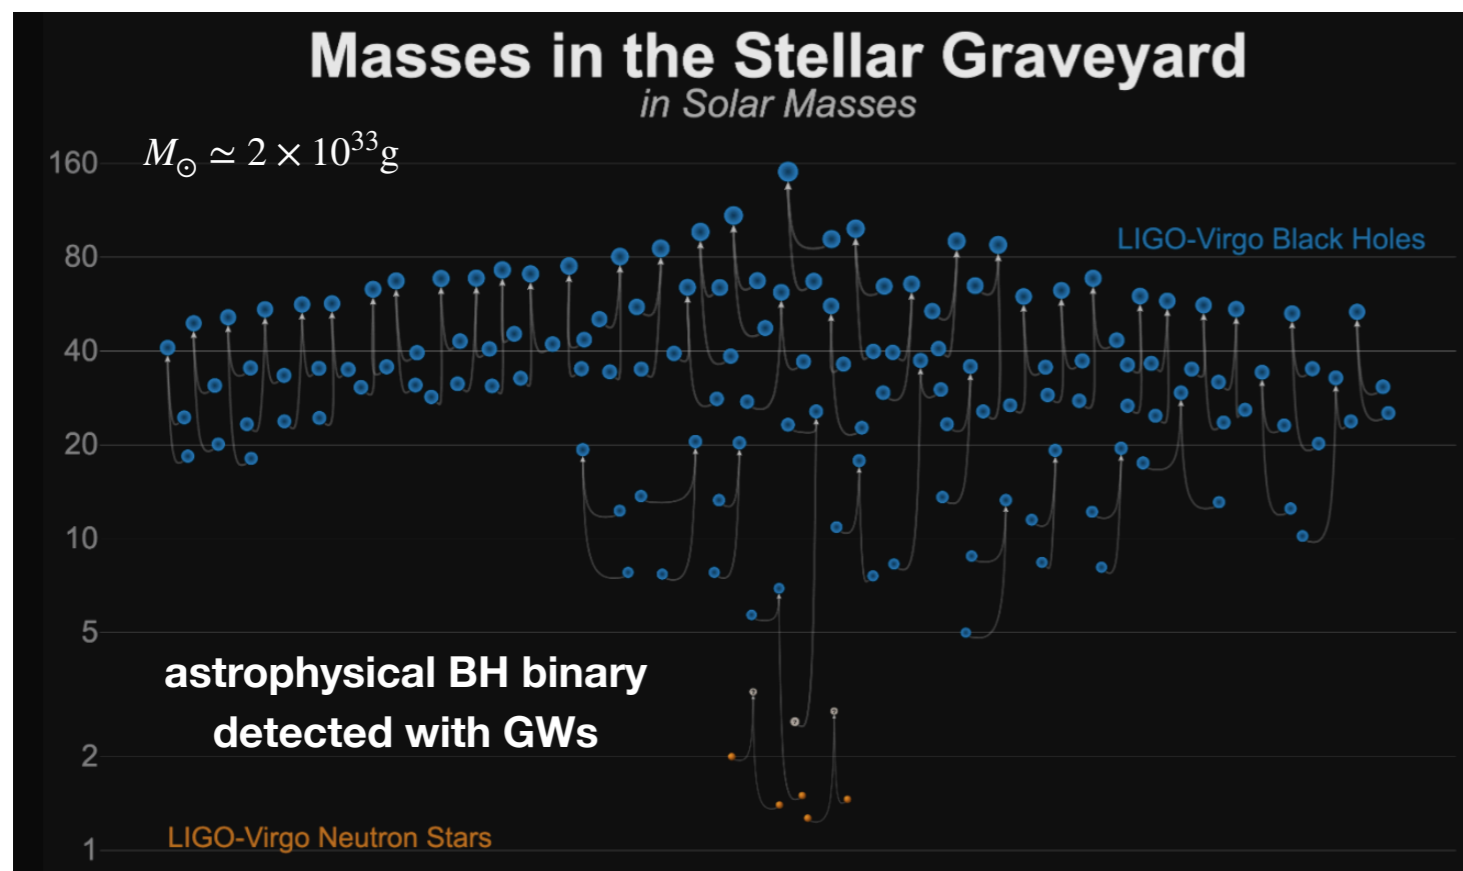 Masses in the Stellar Graveyard
in Solar Masses
M☉ ≃ 2 × 10³³g
160
LIGO-Virgo Black Holes
80
40
20
10
5
astrophysical BH binary
detected with GWs
2
LIGO-Virgo Neutron Stars
1